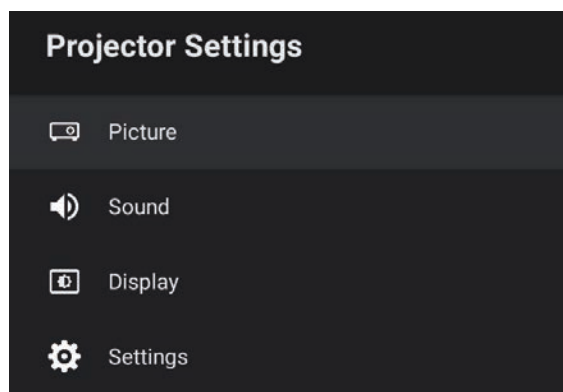 Projector Settings
Picture
Sound
Display
Settings